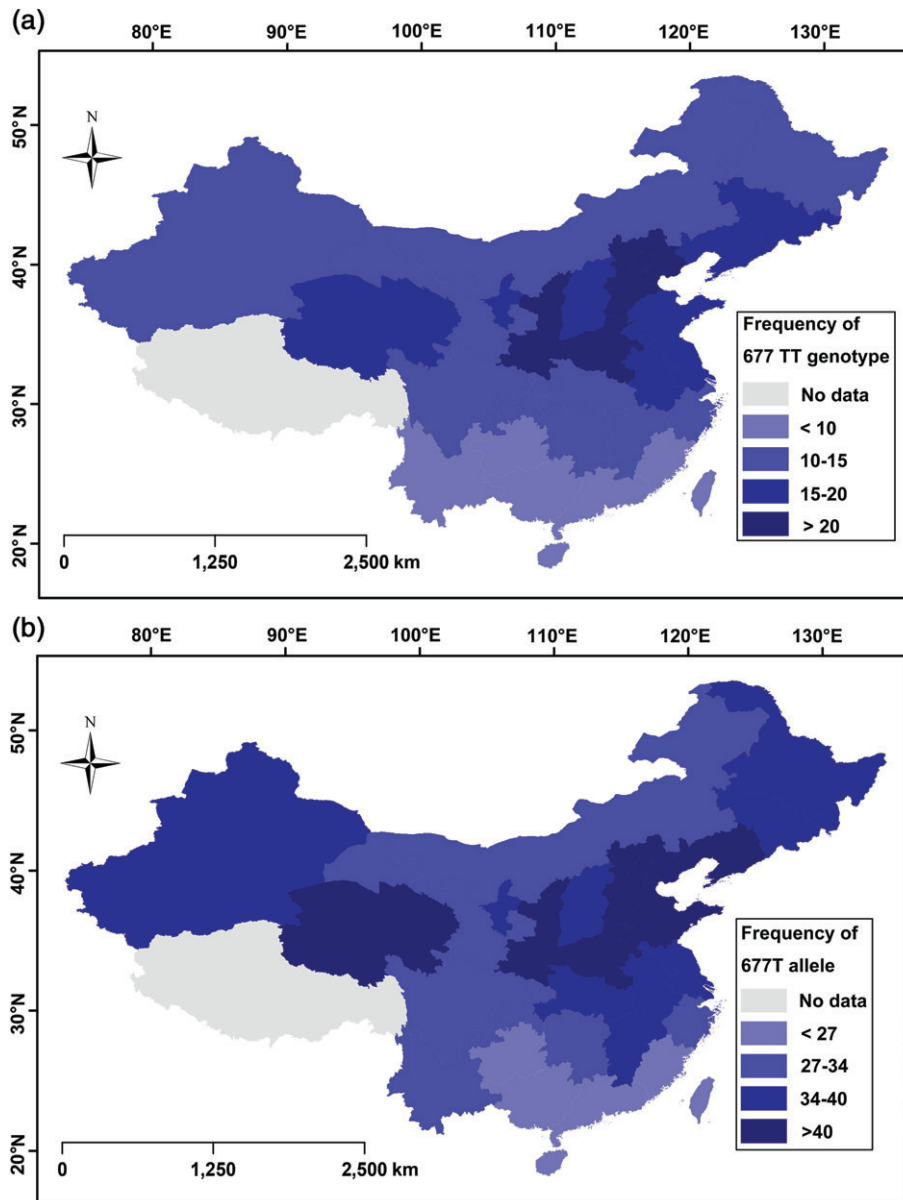 (a)
80°E 90°E 100°E 110°E 120°E 130°E
50°N
40°N
30°N
20°N
N
Frequency of
677 TT genotype
No data
< 10
10-15
15-20
> 20
0 1,250 2,500 km
(b)
80°E 90°E 100°E 110°E 120°E 130°E
50°N
40°N
30°N
20°N
N
Frequency of
677T allele
No data
< 27
27-34
34-40
>40
0 1,250 2,500 km